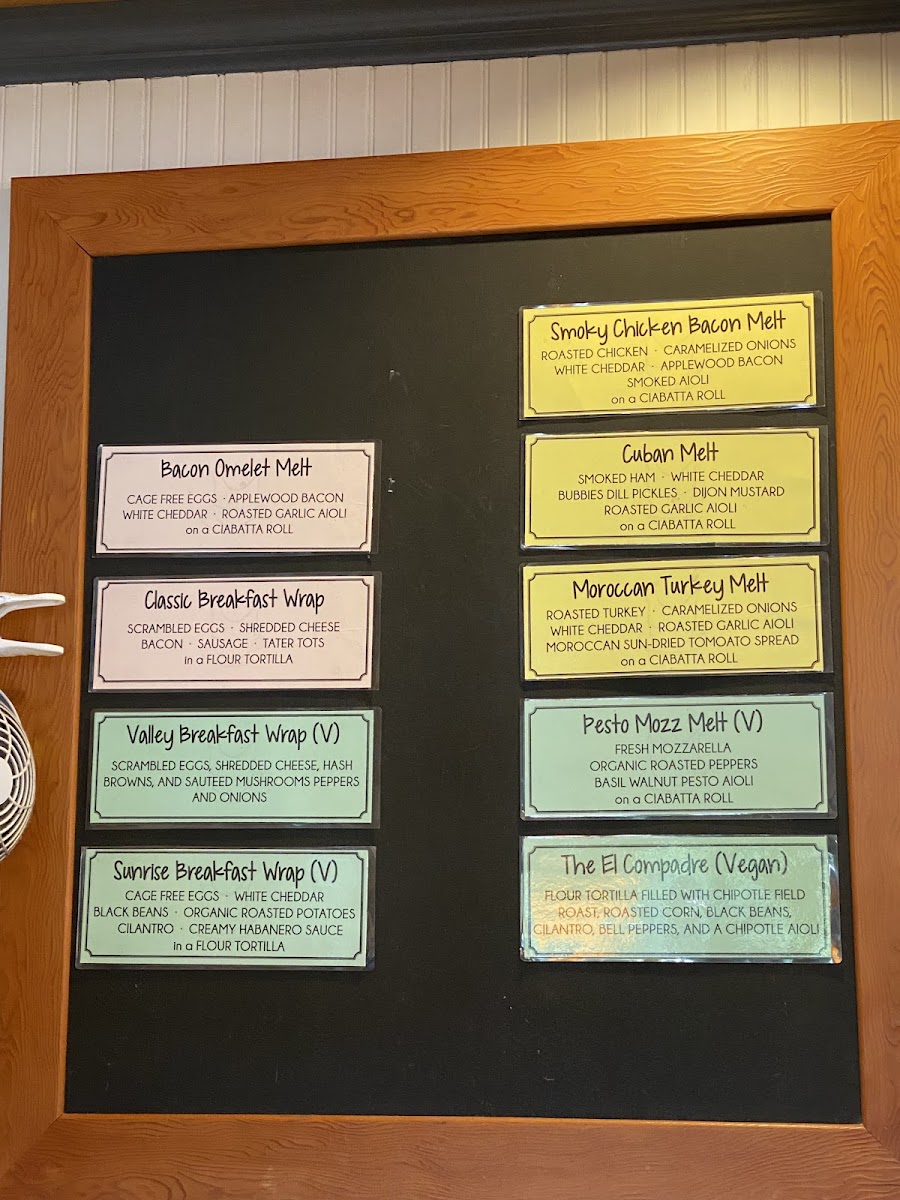 Bacon Omelet Melt
CAGE FREE EGGS · APPLEWOOD BACON
WHITE CHEDDAR · ROASTED GARLIC AIOLI
on a CIABATTA ROLL
Classic Breakfast Wrap
SCRAMBLED EGGS · SHREDDED CHEESE
BACON · SAUSAGE · TATER TOTS
in a FLOUR TORTILLA
Valley Breakfast Wrap (V)
SCRAMBLED EGGS, SHREDDED CHEESE, HASH
BROWNS, AND SAUTEED MUSHROOMS PEPPERS
AND ONIONS
Sunrise Breakfast Wrap (V)
CAGE FREE EGGS · WHITE CHEDDAR
BLACK BEANS · ORGANIC ROASTED POTATOES
CILANTRO · CREAMY HABANERO SAUCE
in a FLOUR TORTILLA
Smoky Chicken Bacon Melt
ROASTED CHICKEN · CARAMELIZED ONIONS
WHITE CHEDDAR · APPLEWOOD BACON
SMOKED AIOLI
on a CIABATTA ROLL
Cuban Melt
SMOKED HAM · WHITE CHEDDAR
BUBBIES DILL PICKLES · DIJON MUSTARD
ROASTED GARLIC AIOLI
on a CIABATTA ROLL
Moroccan Turkey Melt
ROASTED TURKEY · CARAMELIZED ONIONS
WHITE CHEDDAR · ROASTED GARLIC AIOLI
MOROCCAN SUN-DRIED TOMOATO SPREAD
on a CIABATTA ROLL
Pesto Mozz Melt (V)
FRESH MOZZARELLA
ORGANIC ROASTED PEPPERS
BASIL WALNUT PESTO AIOLI
on a CIABATTA ROLL
The El Compadre (Vegan)
FLOUR TORTILLA FILLED WITH CHIPOTLE FIELD
ROAST, ROASTED CORN, BLACK BEANS,
CILANTRO, BELL PEPPERS, AND A CHIPOTLE AIOLI